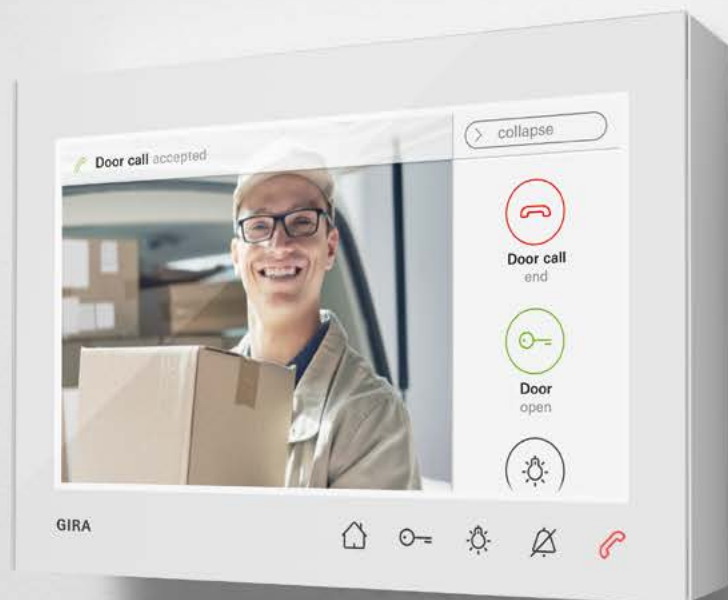 collapse
Door call accepted
Door call
end
Door
open
GIRA